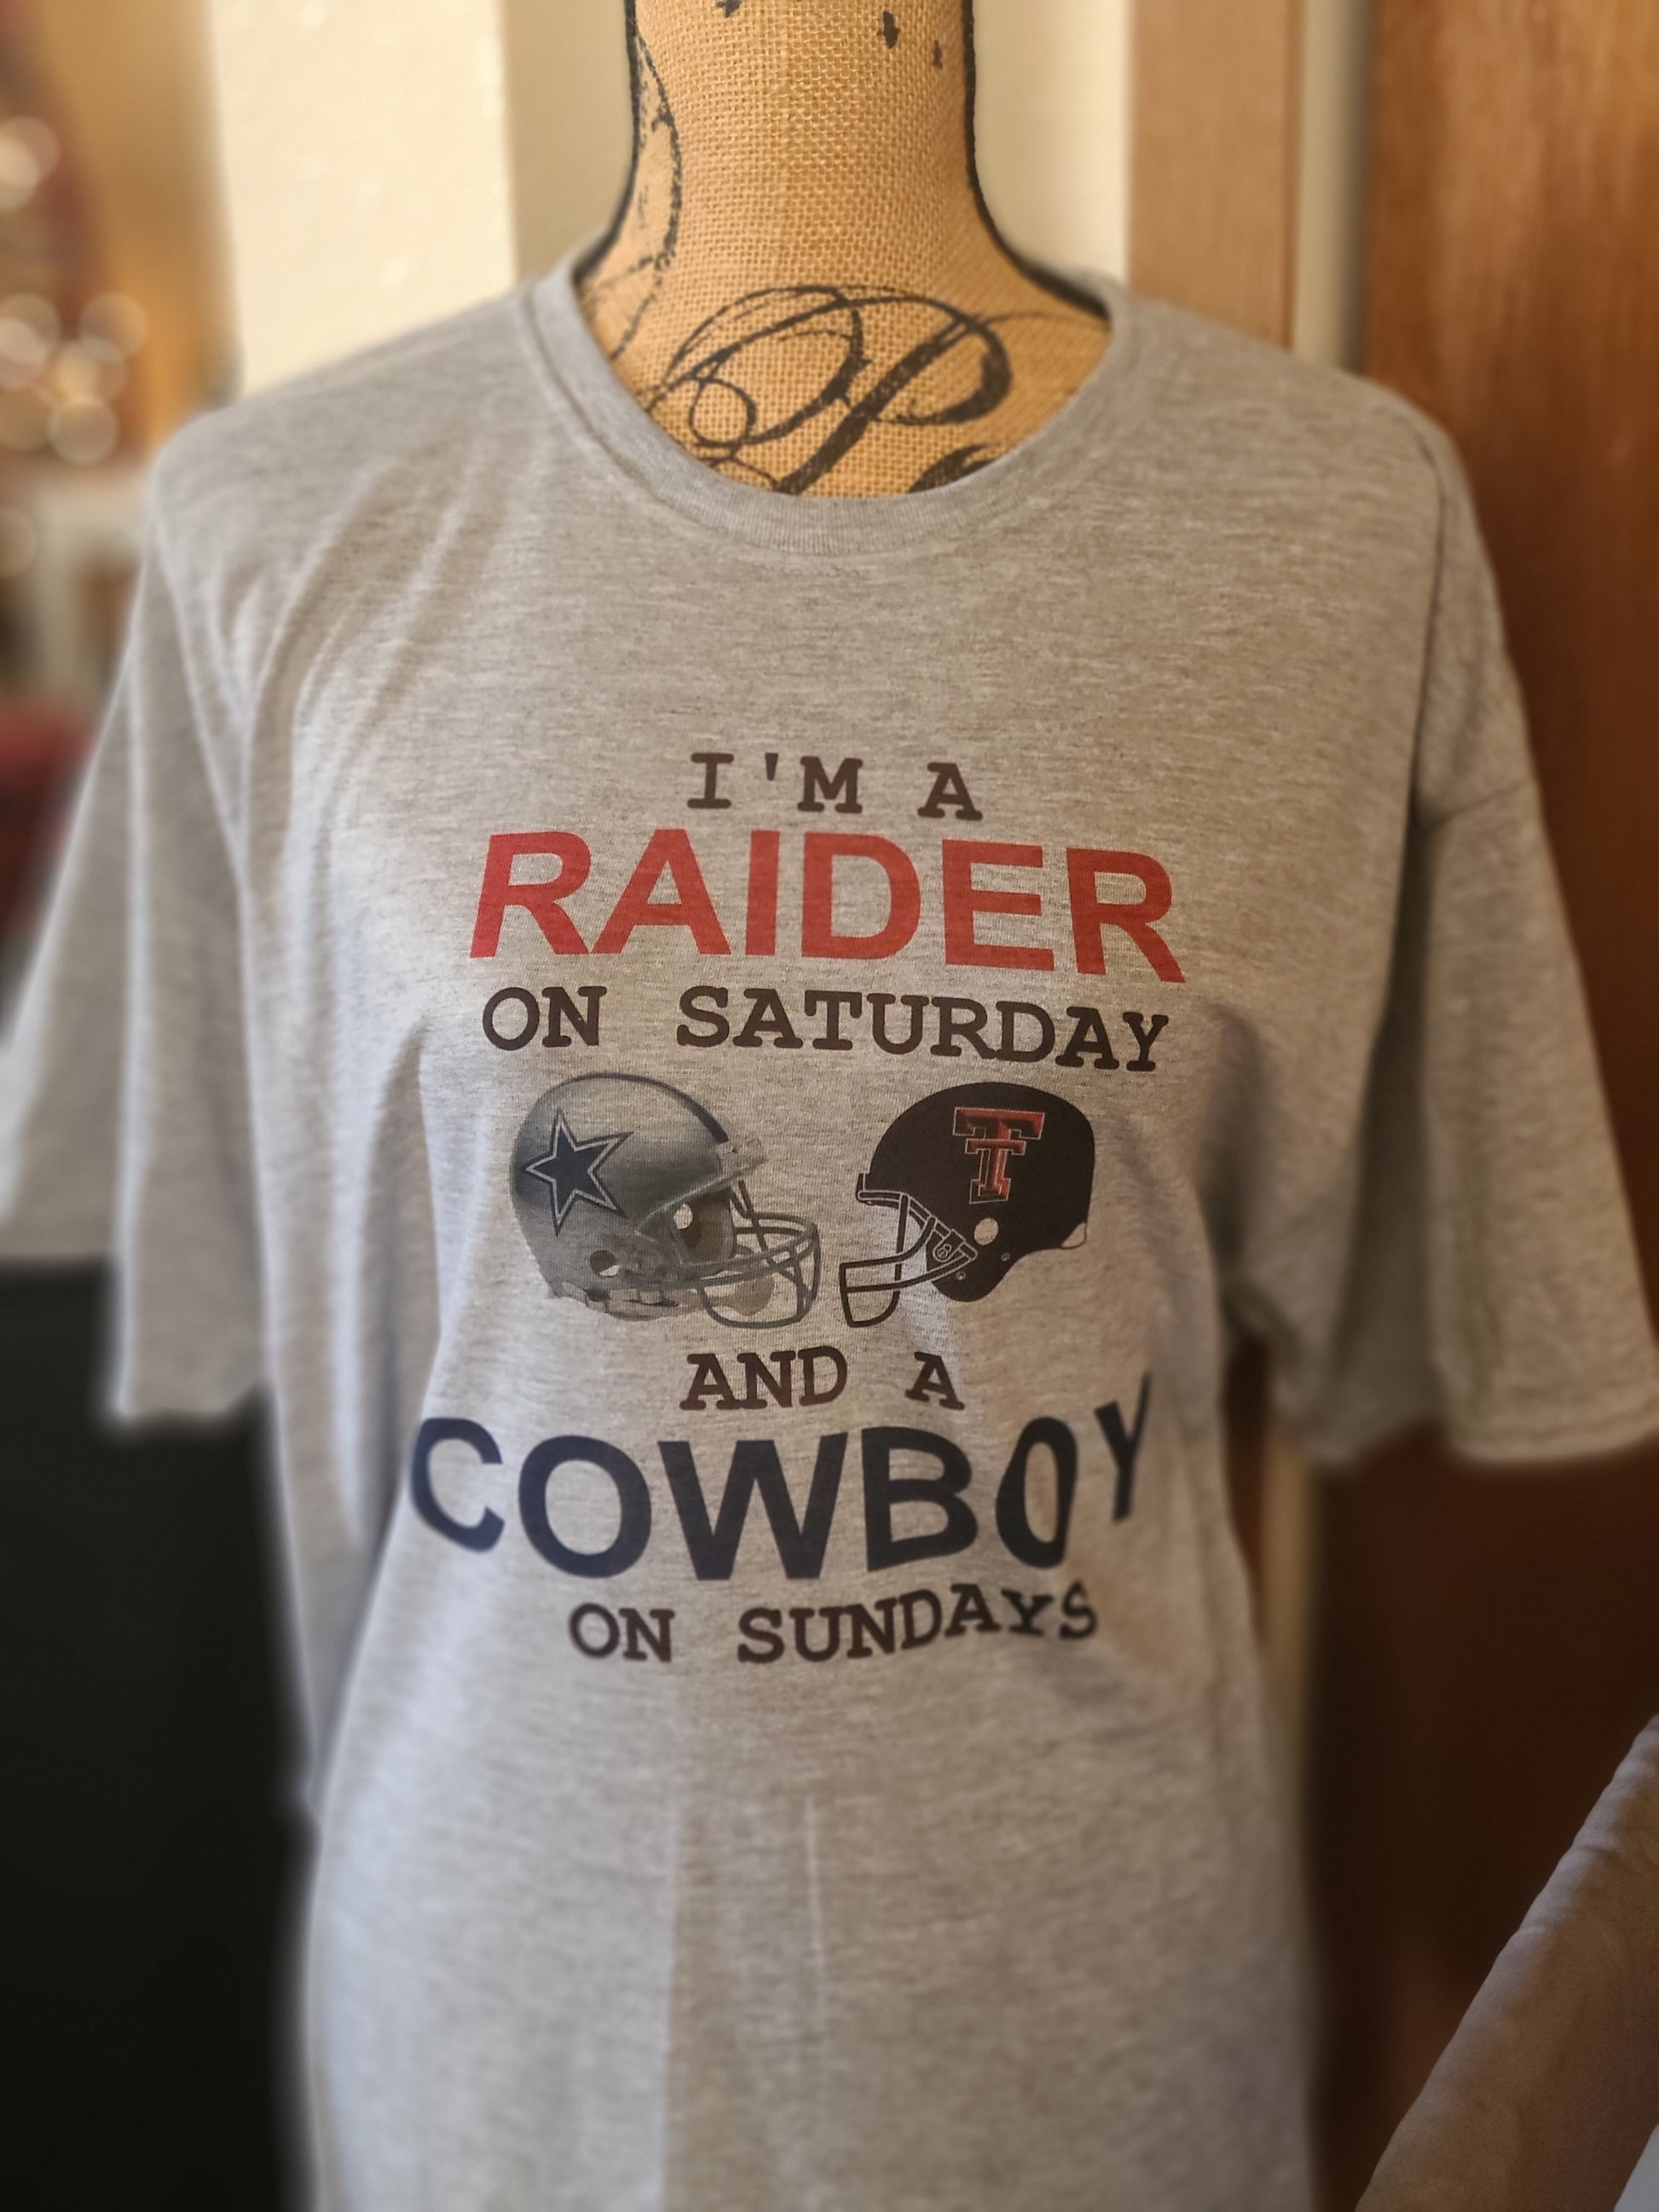 P
I'M A
RAIDER
ON SATURDAY
T
AND A
COWBOY
ON SUNDAYS